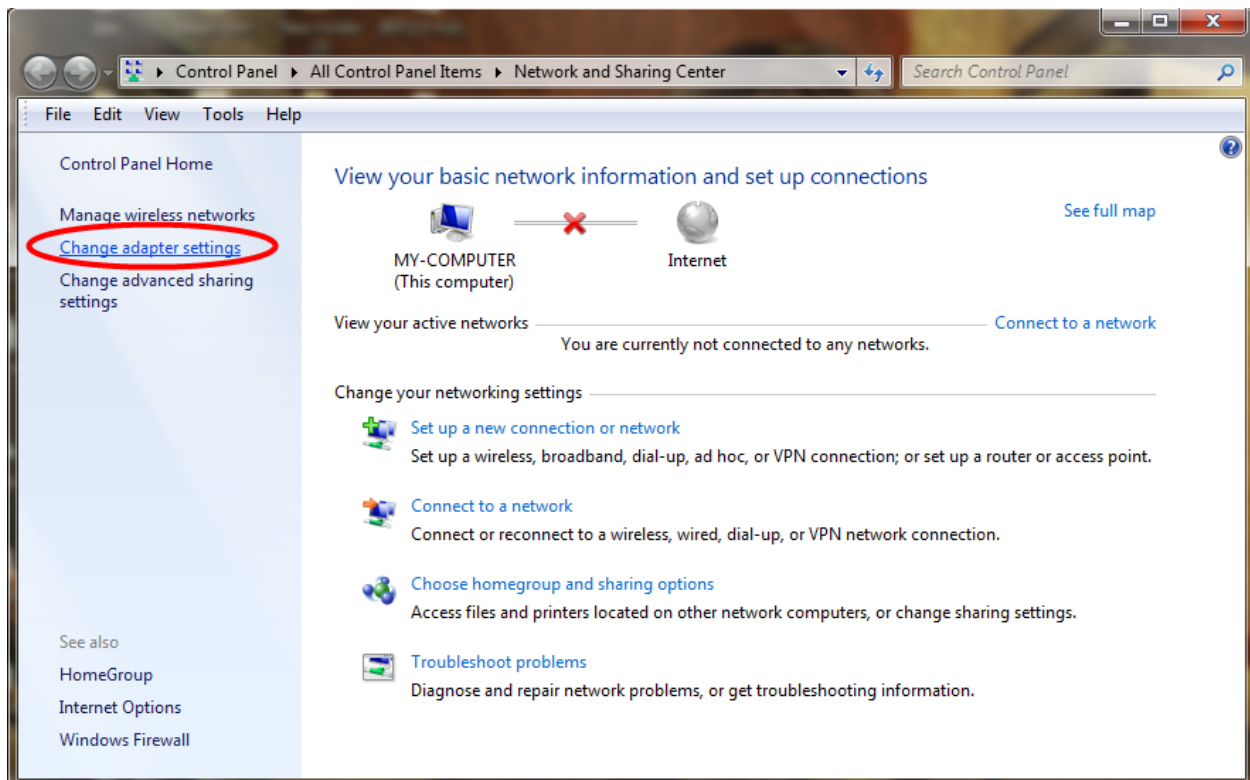 Control Panel ▸ All Control Panel Items ▸ Network and Sharing Center
Search Control Panel
File Edit View Tools Help
Control Panel Home
Manage wireless networks
Change adapter settings
Change advanced sharing
settings
See also
HomeGroup
Internet Options
Windows Firewall
View your basic network information and set up connections
See full map
MY-COMPUTER
(This computer)
Internet
View your active networks
Connect to a network
You are currently not connected to any networks.
Change your networking settings
Set up a new connection or network
Set up a wireless, broadband, dial-up, ad hoc, or VPN connection; or set up a router or access point.
Connect to a network
Connect or reconnect to a wireless, wired, dial-up, or VPN network connection.
Choose homegroup and sharing options
Access files and printers located on other network computers, or change sharing settings.
Troubleshoot problems
Diagnose and repair network problems, or get troubleshooting information.